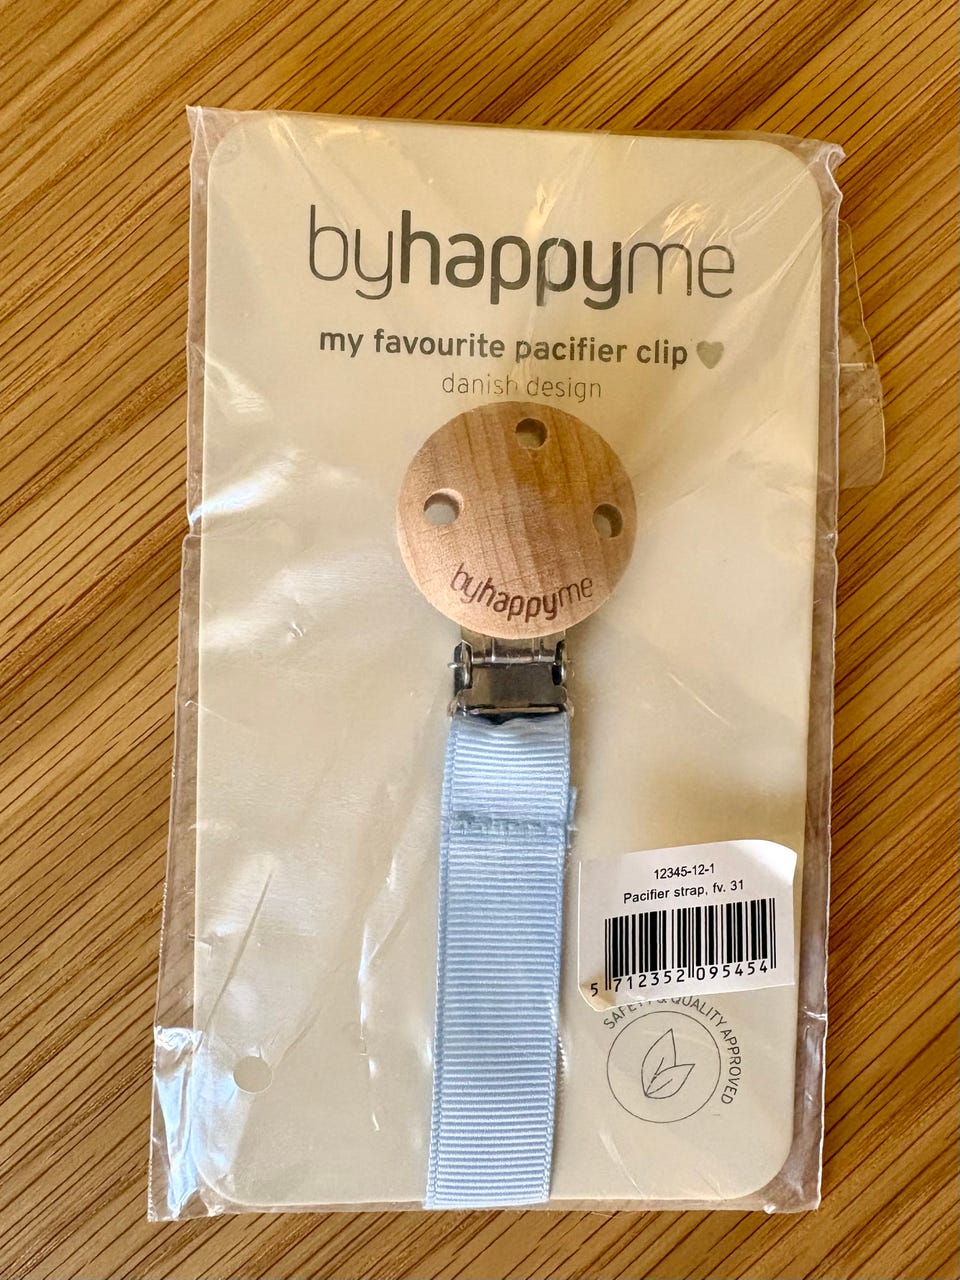 byhappyme
my favourite pacifier clip
danish design
byhappyme
12345-12-1
Pacifier strap, fv. 31
5 712352 095454
SAFETY & QUALITY APPROVED